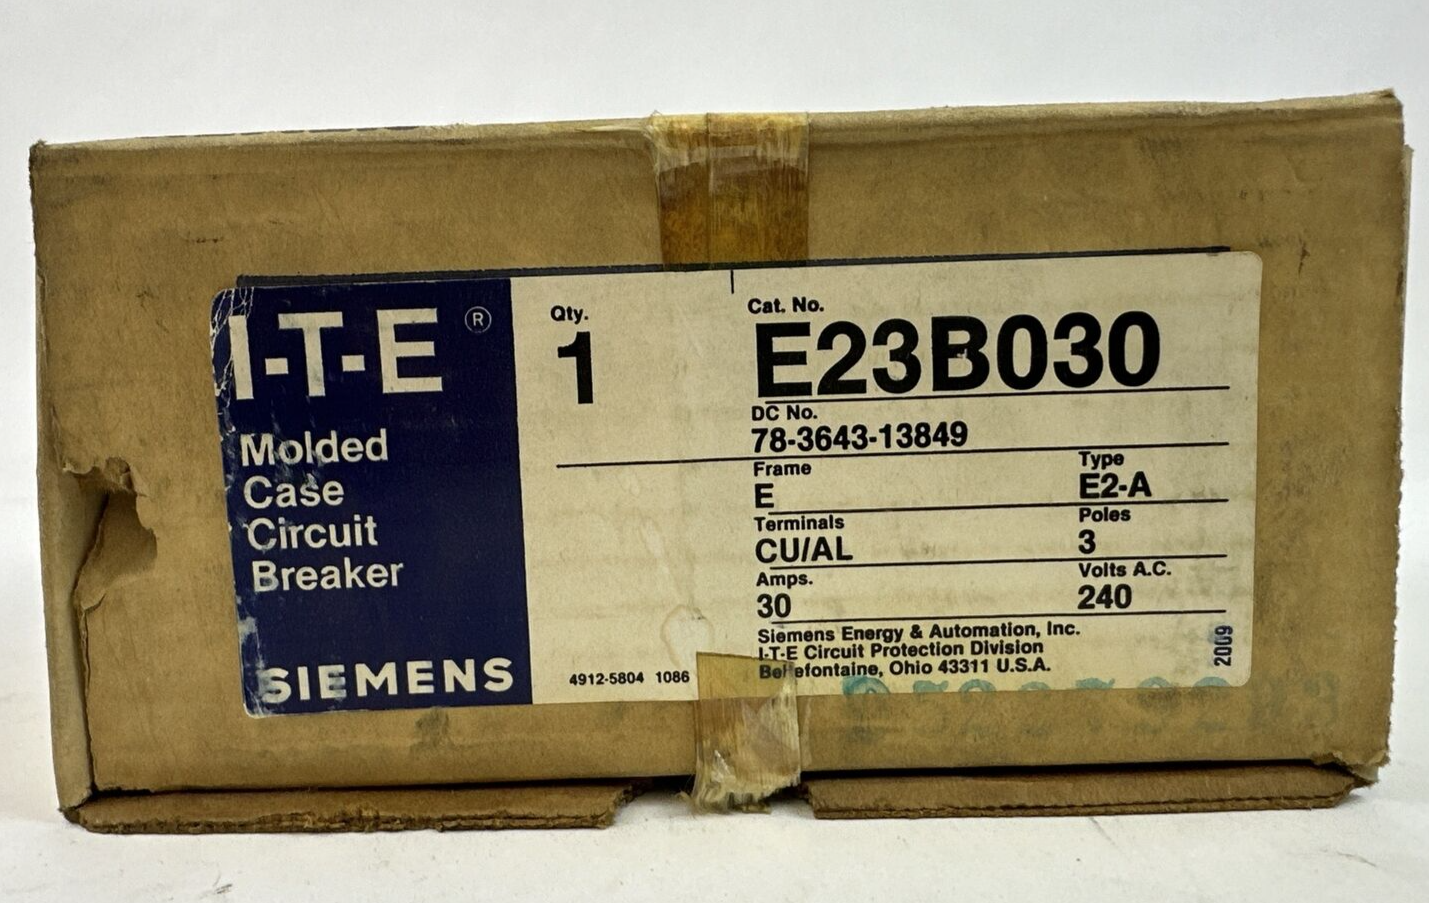 I-T-E ®
Molded
Case
Circuit
Breaker
SIEMENS
Qty.
1
4912-5804 1086
Cat. No.
E23B030
DC No.
78-3643-13849
Frame
E
Type
E2-A
Terminals
CU/AL
Poles
3
Amps.
30
Volts A.C.
240
Siemens Energy & Automation, Inc.
I-T-E Circuit Protection Division
Bellefontaine, Ohio 43311 U.S.A.
2009